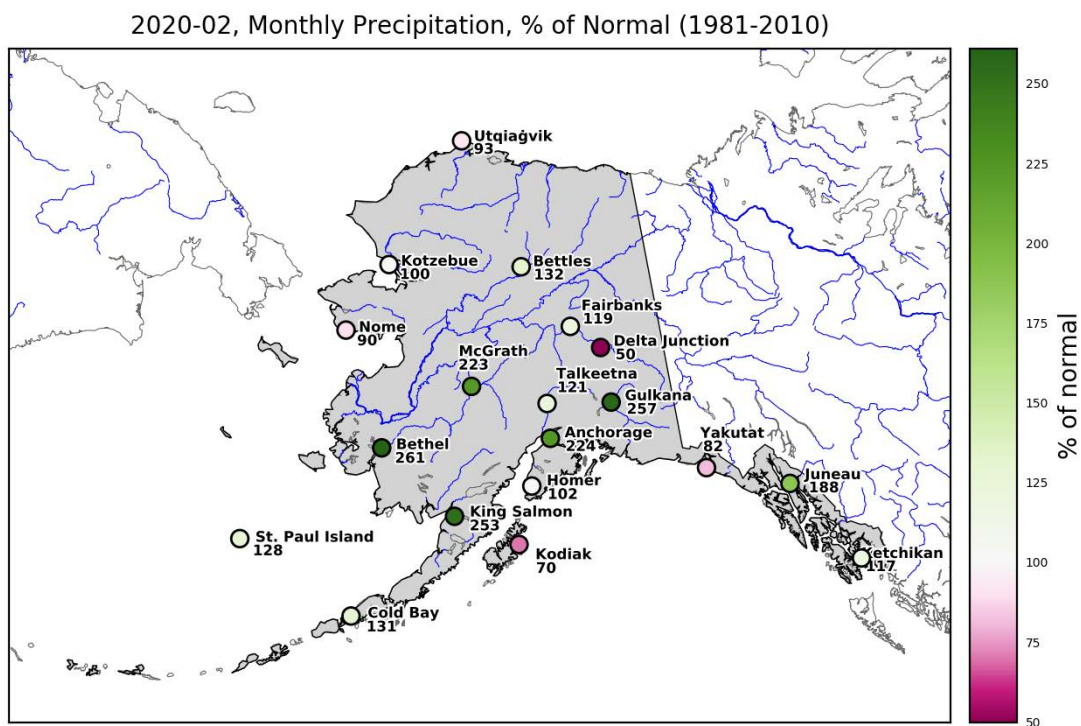 2020-02, Monthly Precipitation, % of Normal (1981-2010)
Utqiaġvik
93
Kotzebue
100
Bettles
132
Fairbanks
119
Nome
90
Delta Junction
50
McGrath
223
Talkeetna
121
Gulkana
257
Anchorage
224
Yakutat
82
Bethel
261
Juneau
188
Homer
102
King Salmon
253
St. Paul Island
128
Kodiak
70
etchikan
117
Cold Bay
131
250
225
200
175
150
125
100
75
50
% of normal